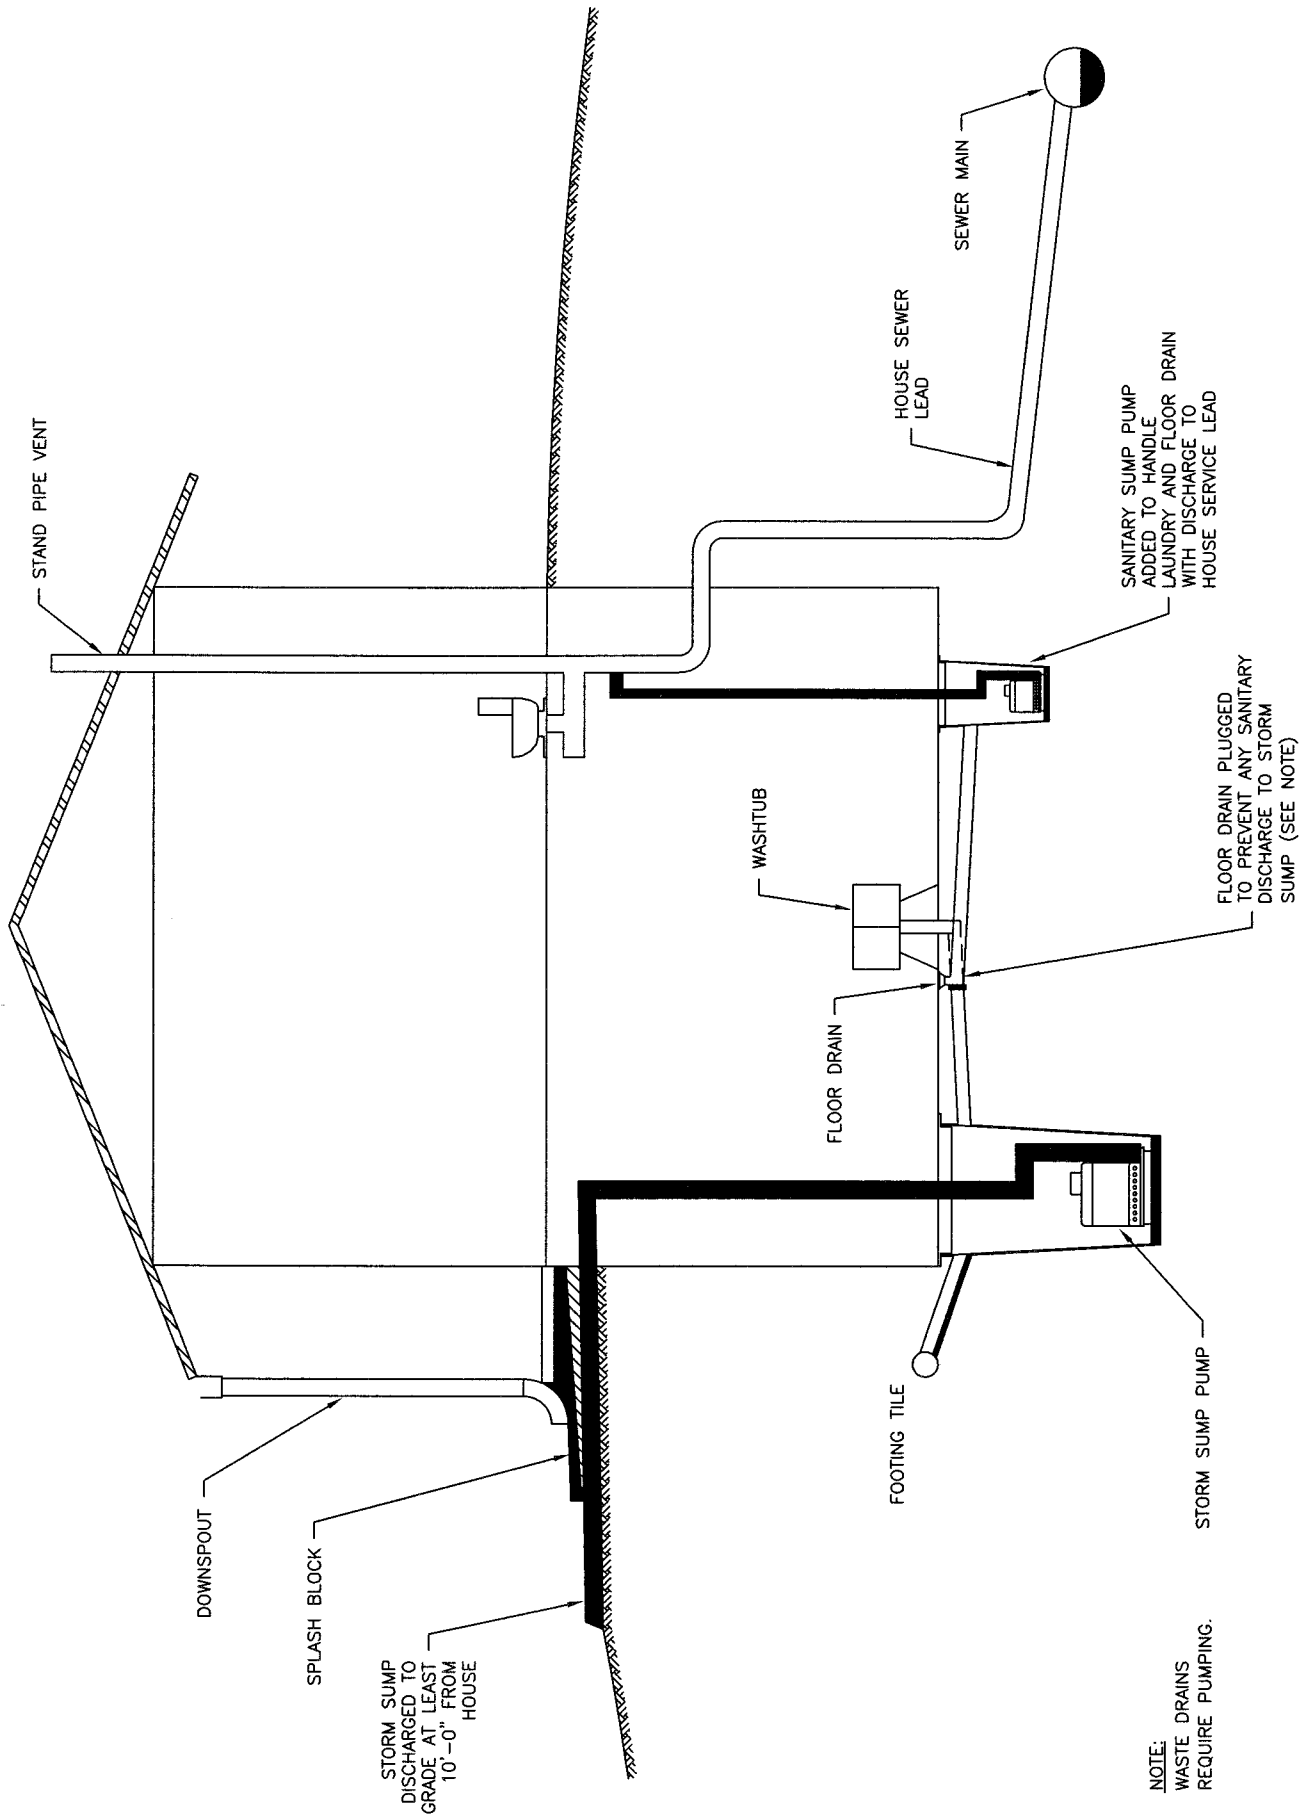 STAND PIPE VENT
DOWNSPOUT
SPLASH BLOCK
STORM SUMP
DISCHARGED TO
GRADE AT LEAST
10'-0" FROM
HOUSE
WASHTUB
FLOOR DRAIN
HOUSE SEWER
LEAD
SEWER MAIN
FOOTING TILE
SANITARY SUMP PUMP
ADDED TO HANDLE
LAUNDRY AND FLOOR DRAIN
WITH DISCHARGE TO
HOUSE SERVICE LEAD
STORM SUMP PUMP
FLOOR DRAIN PLUGGED
TO PREVENT ANY SANITARY
DISCHARGE TO STORM
SUMP (SEE NOTE)
NOTE:
WASTE DRAINS
REQUIRE PUMPING.